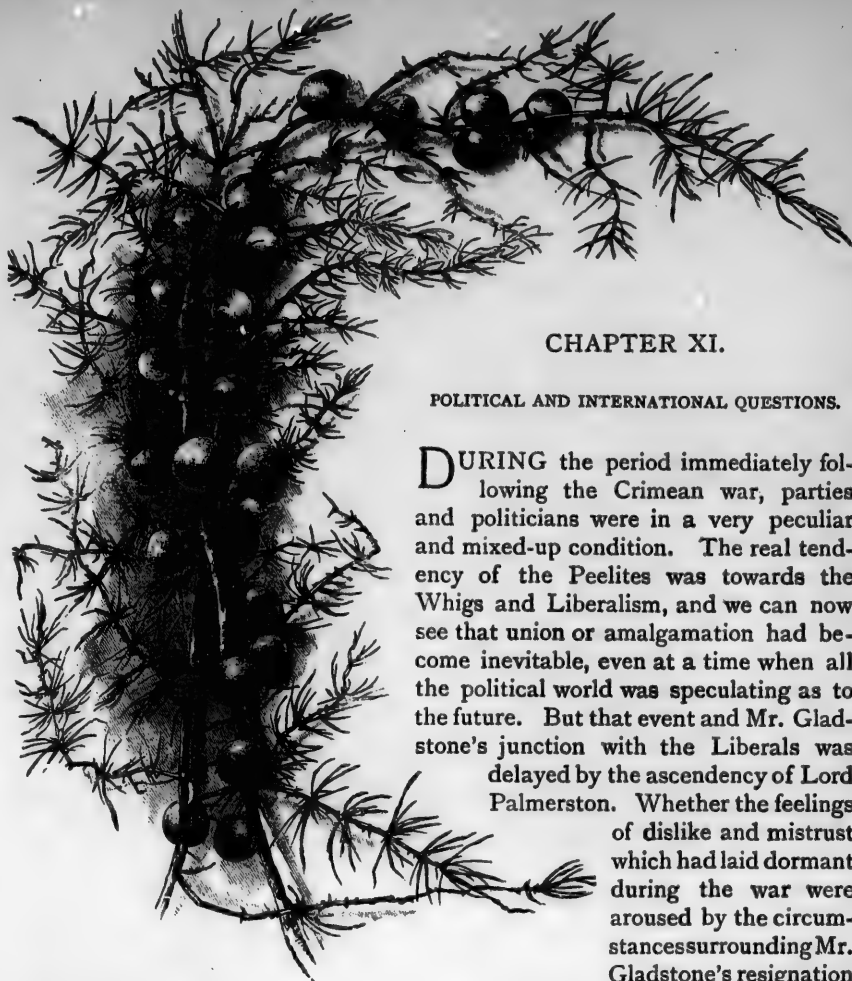 CHAPTER XI.
POLITICAL AND INTERNATIONAL QUESTIONS.
DURING the period immediately fol-
lowing the Crimean war, parties
and politicians were in a very peculiar
and mixed-up condition. The real tend-
ency of the Peelites was towards the
Whigs and Liberalism, and we can now
see that union or amalgamation had be-
come inevitable, even at a time when all
the political world was speculating as to
the future. But that event and Mr. Glad-
stone's junction with the Liberals was
delayed by the ascendency of Lord
Palmerston. Whether the feelings
of dislike and mistrust
which had laid dormant
during the war were
aroused by the circum-
stances surrounding Mr.
Gladstone's resignation